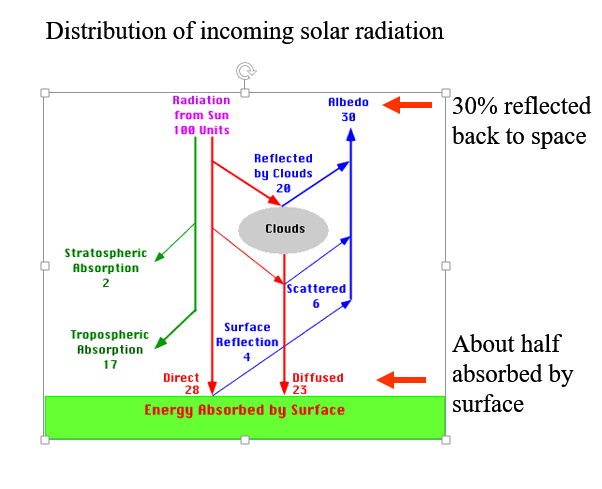 Distribution of incoming solar radiation
Radiation
from Sun
100 Units
Albedo
30
30% reflected
back to space
Reflected
by Clouds
20
Clouds
Stratospheric
Absorption
2
Scattered
6
Surface
Reflection
4
Tropospheric
Absorption
17
Direct
28
Diffused
23
About half
absorbed by
surface
Energy Absorbed by Surface